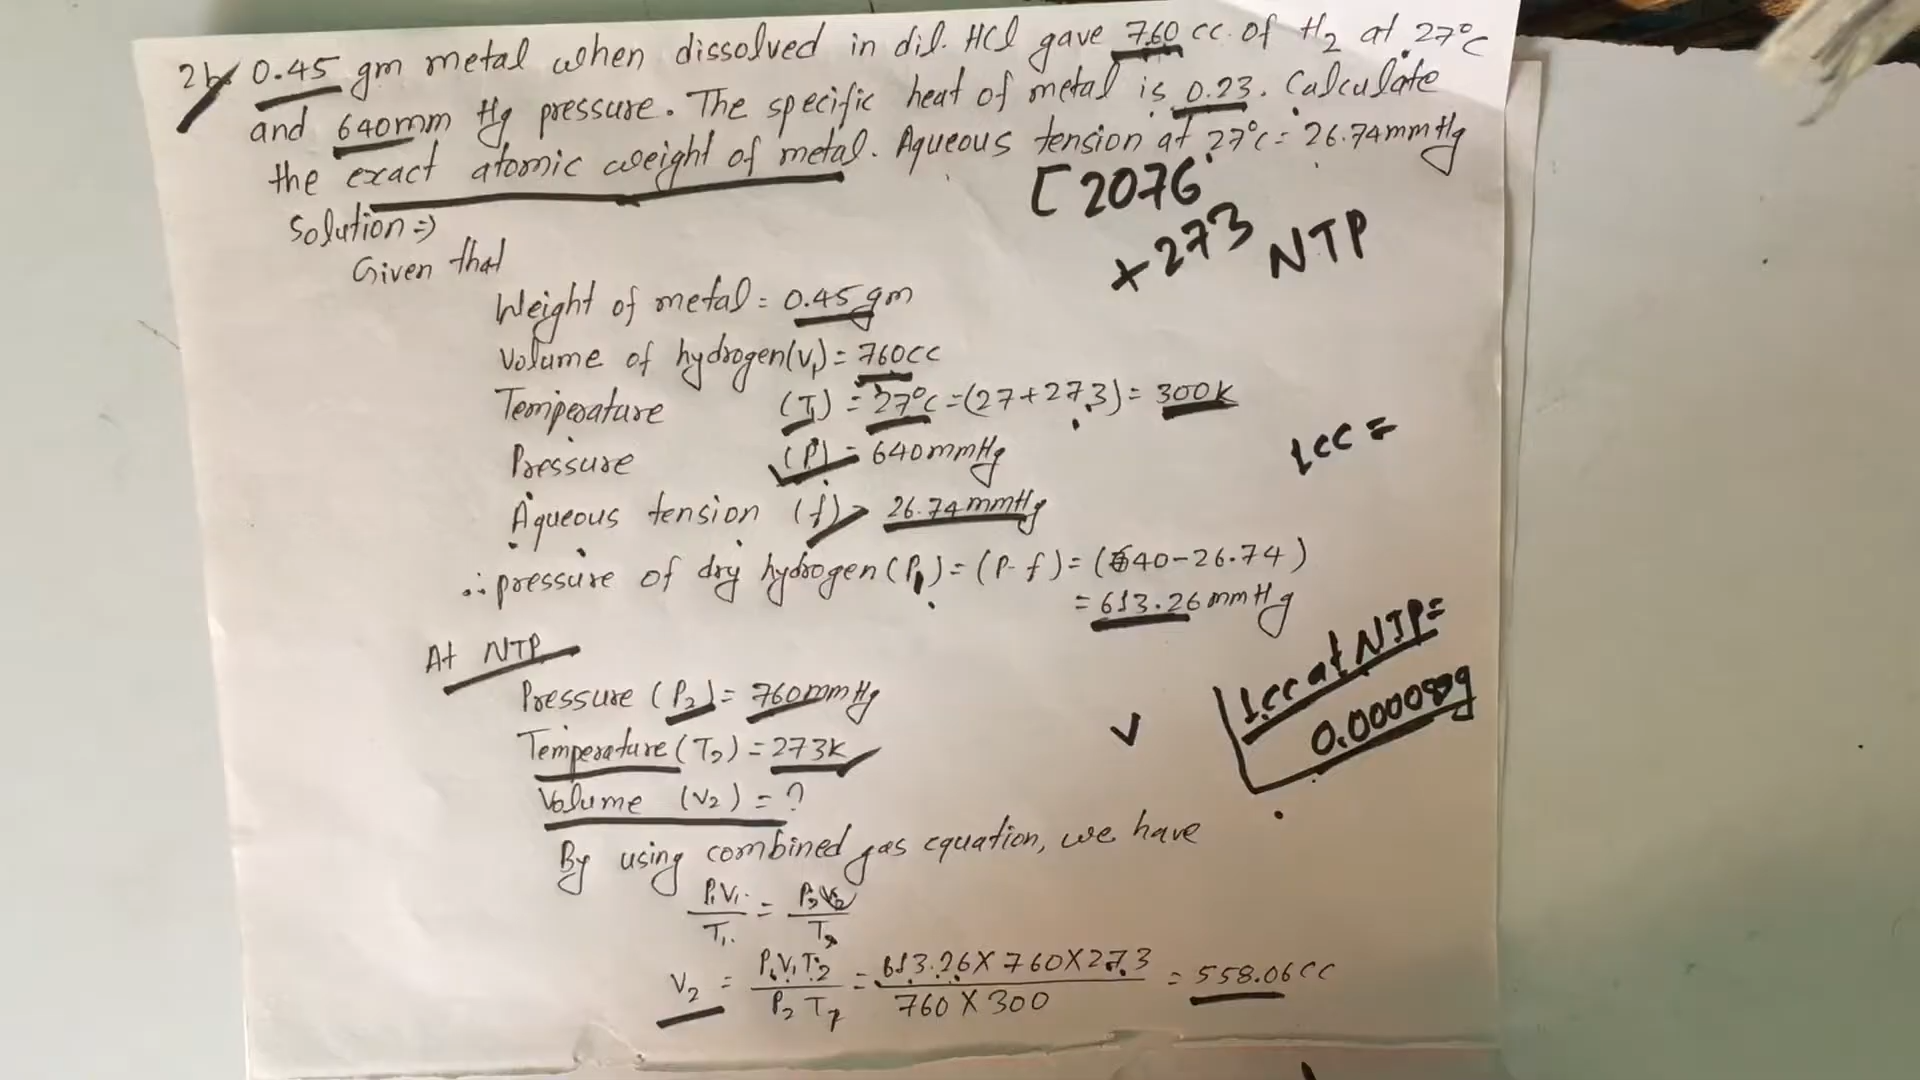 2b 0.45 gm metal when dissolved in dil. HCl gave 760 cc of H2 at 27°C
and 640mm Hg pressure. The specific heat of metal is 0.23. Calculate
the exact atomic weight of metal. Aqueous tension at 27°C = 26.74mmHg
[2076
Solution ⇒
+273 NTP
Given that
Weight of metal = 0.45 gm
Volume of hydrogen(V1) = 760cc
Temperature (T1) = 27°C = (27+273) = 300K
1cc =
Pressure (P) = 640mmHg
Aqueous tension (f) = 26.74mmHg
∴ pressure of dry hydrogen (P1) = (P-f) = (640-26.74)
= 613.26 mmHg
At NTP
1cc at NTP =
Pressure (P2) = 760mmHg
0.00009g
V
Temperature (T2) = 273K
Volume (V2) = ?
By using combined gas equation, we have
P1V1/T1 = P2V2/T2
V2 = P1V1T2/P2T1 = 613.26X760X273/760X300 = 558.06cc